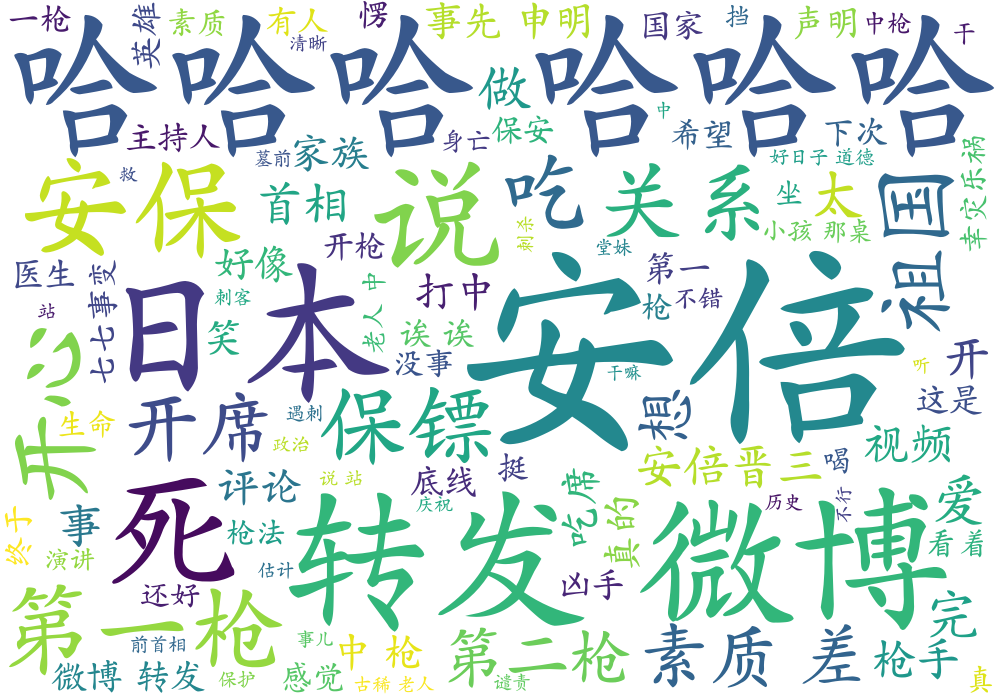 一枪 英雄 素质 有人 清晰 愣 事先 申明 国家 挡 声明 中枪 干
哈哈哈哈哈哈
做 中
主持人 墓前 家族 身亡 保安 希望 下次 好日子 道德 幸灾乐祸
安保 救 首相 说 吃 关系 坐 太 祖国
刺杀 堂妹 小孩 那桌
医生 七七事变 好像 开枪 第一
站 刺客 老人 中 打中 枪 不错
日本 安倍
开心 笑 诶 诶 没事 干嘛 听 开
生命 开席 遇刺 政治 保镖 想 这是
安倍晋三 喝 视频
评论 说 站 底线 挺 庆祝 吃席 真的 历史 不行 爱
死 转发 微博
终于 事 演讲 枪法 估计 看着
还好 凶手
第一枪 完
前首相 事儿 中 枪 第二枪 素质 差 枪手
微博 转发 保护 感觉 古稀 老人 谴责 真